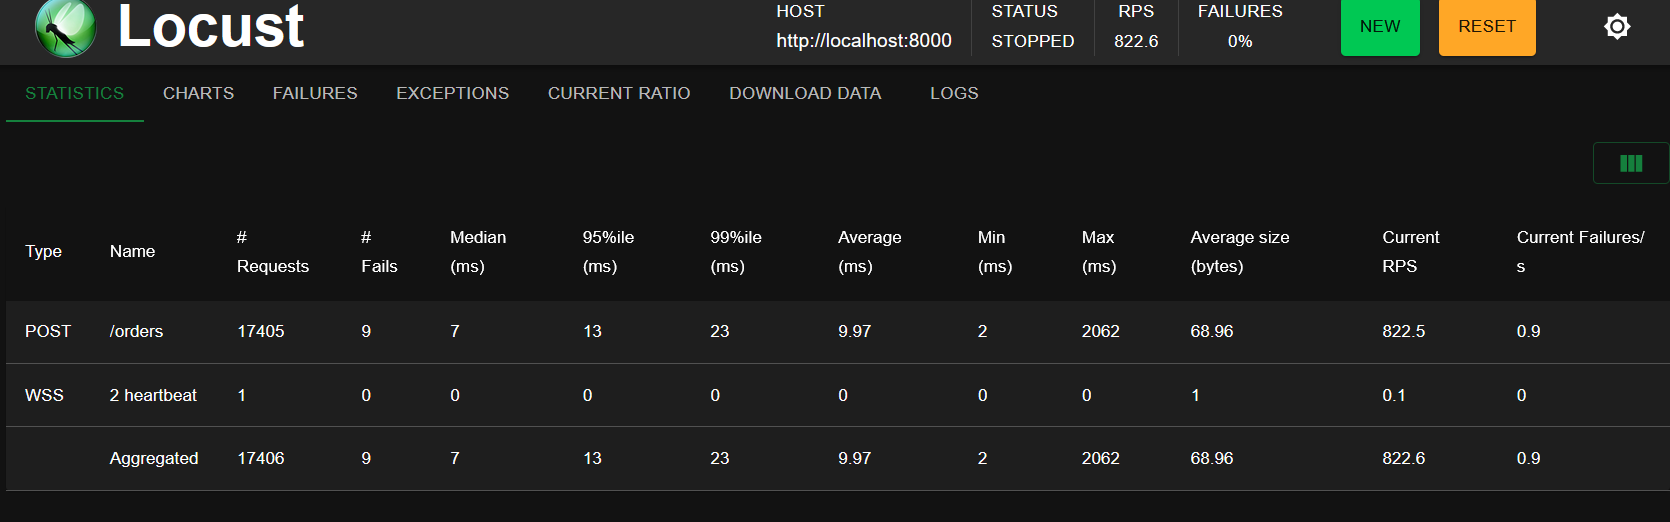 Locust
HOST
http://localhost:8000
STATUS
STOPPED
RPS
822.6
FAILURES
0%
NEW
RESET
STATISTICS CHARTS FAILURES EXCEPTIONS CURRENT RATIO DOWNLOAD DATA LOGS
Type Name # Requests # Fails Median (ms) 95%ile (ms) 99%ile (ms) Average (ms) Min (ms) Max (ms) Average size (bytes) Current RPS Current Failures/s
POST /orders 17405 9 7 13 23 9.97 2 2062 68.96 822.5 0.9
WSS 2 heartbeat 1 0 0 0 0 0 0 0 1 0.1 0
Aggregated 17406 9 7 13 23 9.97 2 2062 68.96 822.6 0.9